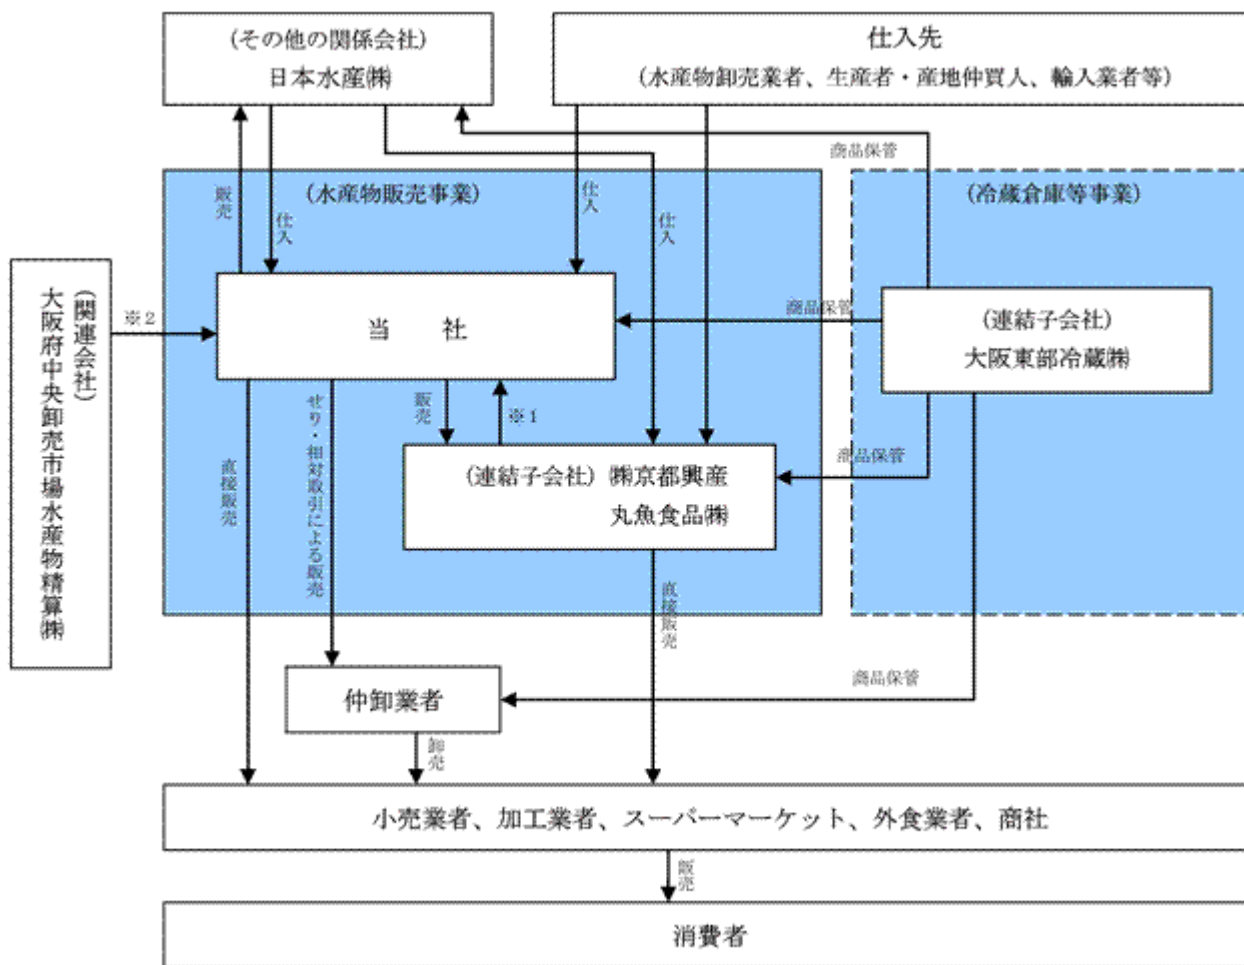 (その他の関係会社)
日本水産㈱
仕入先
(水産物卸売業者、生産者・産地仲買人、輸入業者等)
商品保管
(水産物販売事業)
(冷蔵倉庫等事業)
販売
仕入
仕入
仕入
(関連会社)
大阪府中央卸売市場水産物精算㈱
※2
当 社
商品保管
(連結子会社)
大阪東部冷蔵㈱
直接販売
せり・相対取引による販売
販売
※1
(連結子会社) ㈱京都興産
丸魚食品㈱
商品保管
直接販売
仲卸業者
商品保管
卸売
小売業者、加工業者、スーパーマーケット、外食業者、商社
販売
消費者